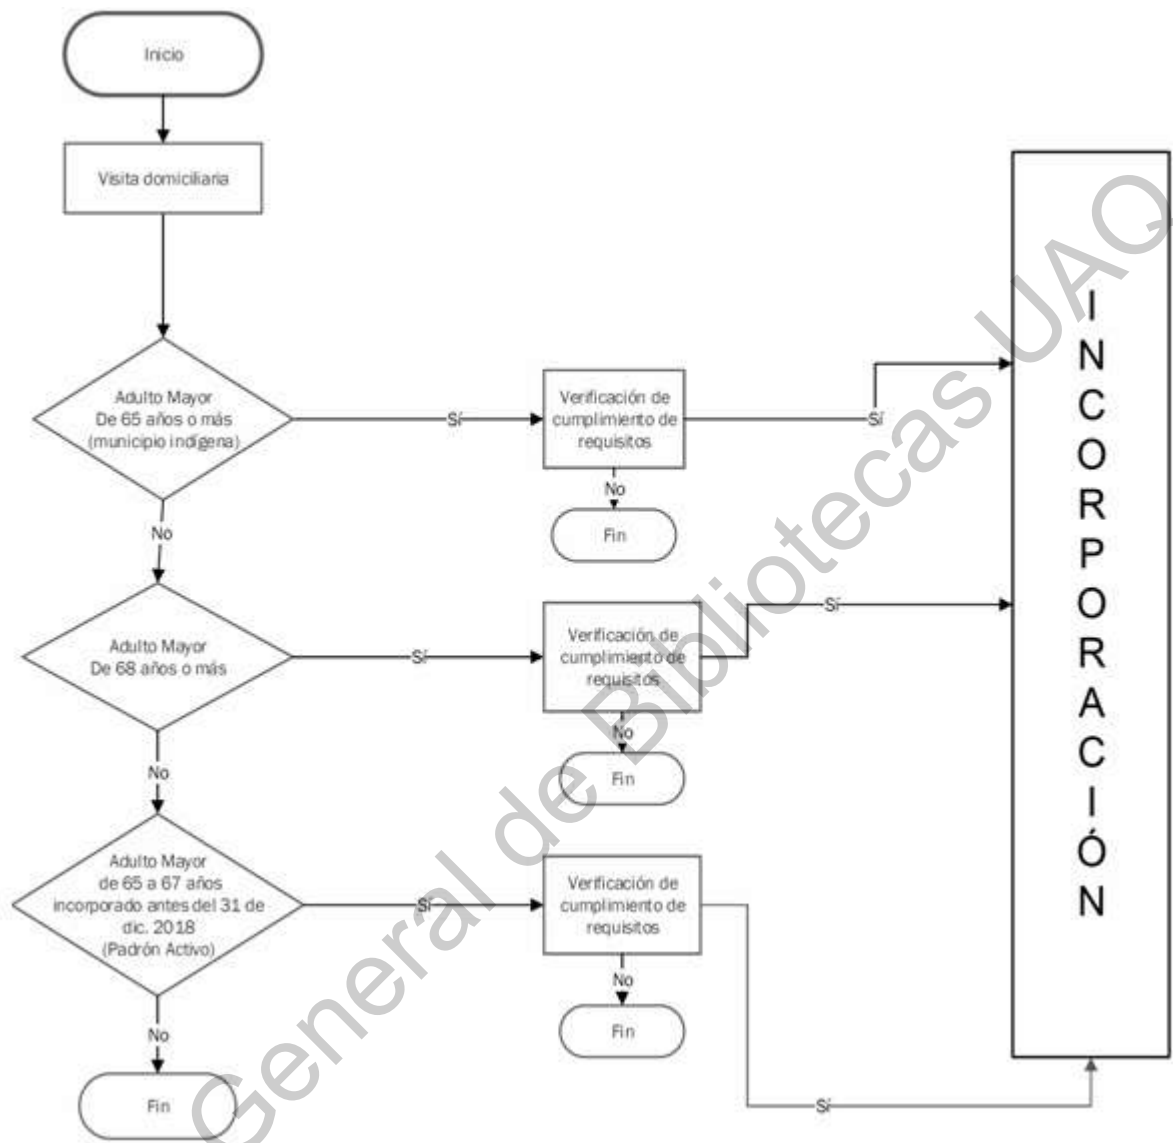 Inicio
Visita domiciliaria
Adulto Mayor
De 65 años o más
(municipio indígena)
Sí
Verificación de
cumplimiento de
requisitos
Sí
No
Fin
No
Adulto Mayor
De 68 años o más
Sí
Verificación de
cumplimiento de
requisitos
Sí
No
Fin
No
Adulto Mayor
de 65 a 67 años
incorporado antes del 31 de
dic. 2018
(Padrón Activo)
Sí
Verificación de
cumplimiento de
requisitos
No
Fin
Sí
No
Fin
INCORPORACIÓN
General de Bibliotecas UAQ